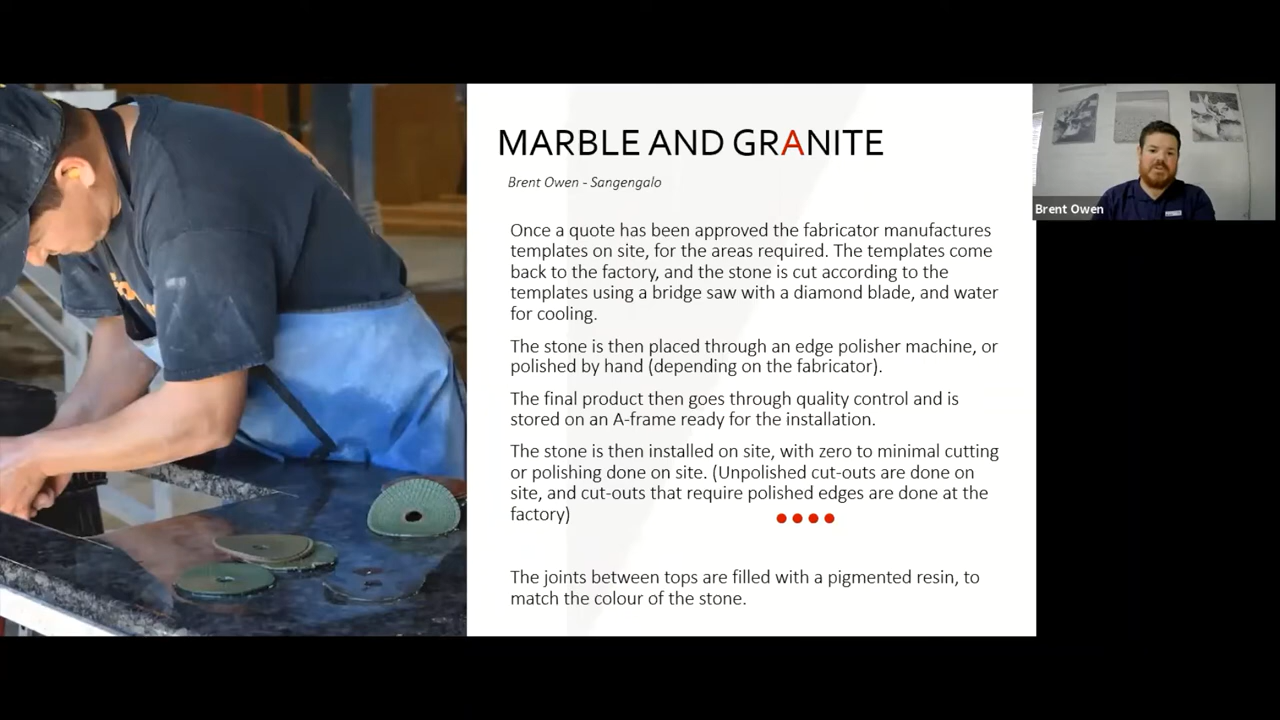 MARBLE AND GRANITE
Brent Owen - Sangengalo
Once a quote has been approved the fabricator manufactures
templates on site, for the areas required. The templates come
back to the factory, and the stone is cut according to the
templates using a bridge saw with a diamond blade, and water
for cooling.
The stone is then placed through an edge polisher machine, or
polished by hand (depending on the fabricator).
The final product then goes through quality control and is
stored on an A-frame ready for the installation.
The stone is then installed on site, with zero to minimal cutting
or polishing done on site. (Unpolished cut-outs are done on
site, and cut-outs that require polished edges are done at the
factory)
The joints between tops are filled with a pigmented resin, to
match the colour of the stone.
Brent Owen